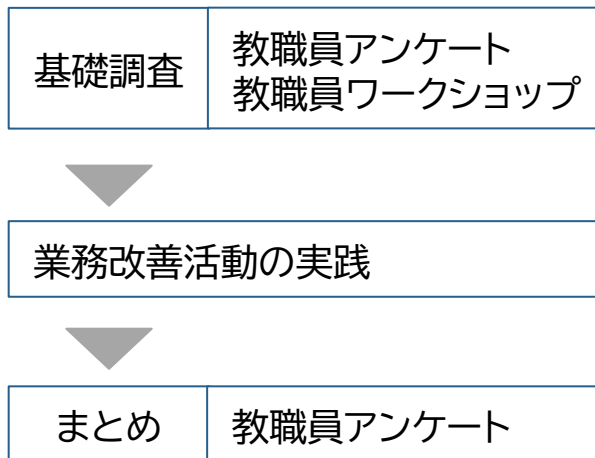 基礎調査
教職員アンケート
教職員ワークショップ
業務改善活動の実践
まとめ
教職員アンケート